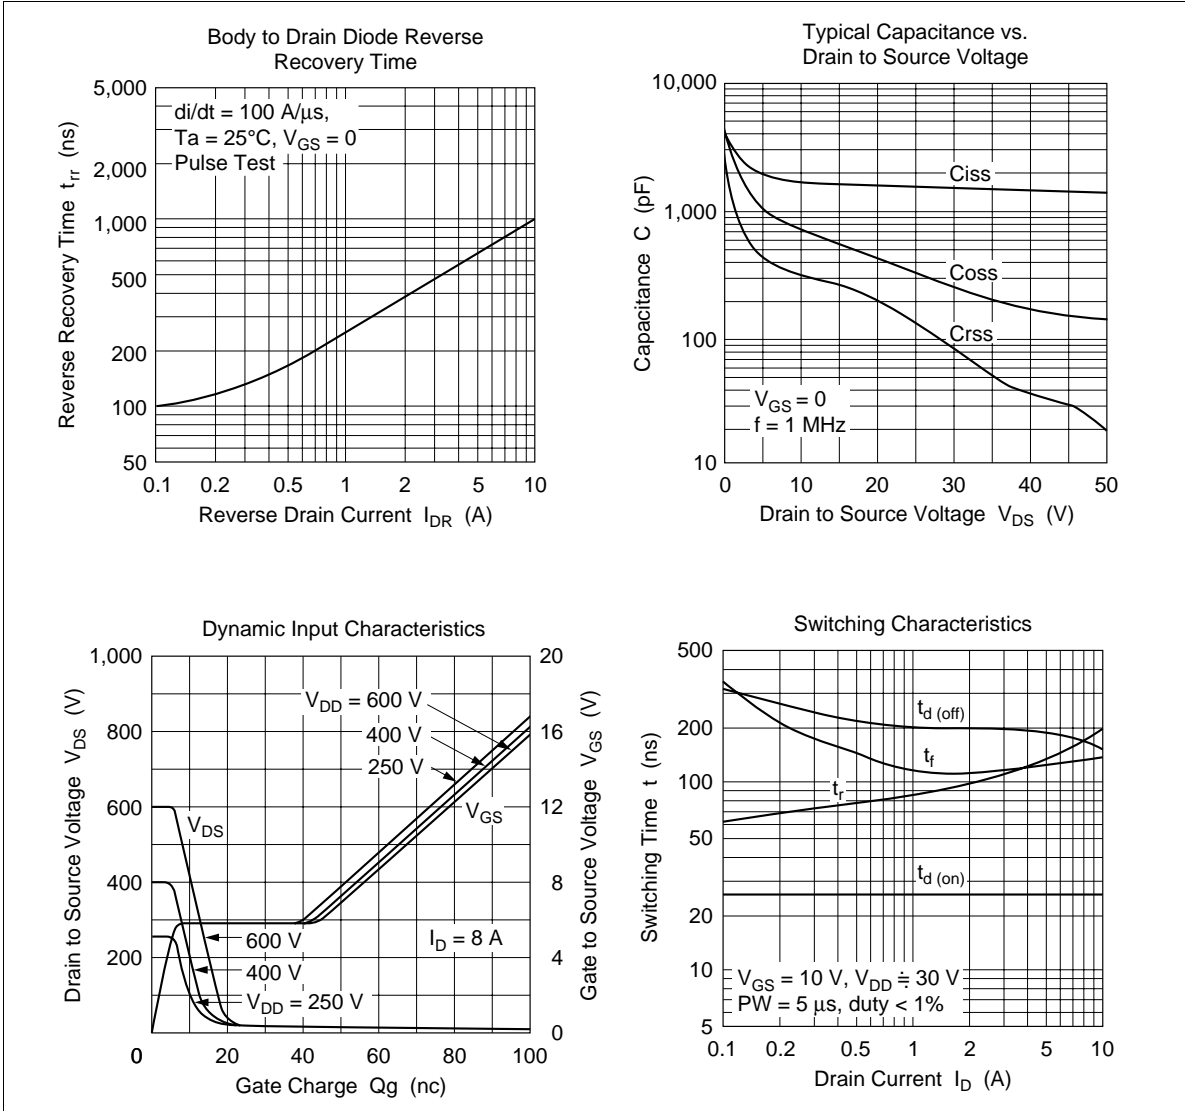 Body to Drain Diode Reverse
Recovery Time
5,000
2,000
1,000
500
200
100
50
Reverse Recovery Time trr (ns)
di/dt = 100 A/μs,
Ta = 25°C, VGS = 0
Pulse Test
0.1 0.2 0.5 1 2 5 10
Reverse Drain Current IDR (A)
Typical Capacitance vs.
Drain to Source Voltage
10,000
1,000
100
10
Capacitance C (pF)
Ciss
Coss
Crss
VGS = 0
f = 1 MHz
0 10 20 30 40 50
Drain to Source Voltage VDS (V)
Dynamic Input Characteristics
1,000
800
600
400
200
0
Drain to Source Voltage VDS (V)
20
16
12
8
4
0
Gate to Source Voltage VGS (V)
VDD = 600 V
400 V
250 V
VDS
VGS
600 V
400 V
VDD = 250 V
ID = 8 A
20 40 60 80 100
Gate Charge Qg (nc)
Switching Characteristics
500
200
100
50
20
10
5
Switching Time t (ns)
td (off)
tf
tr
td (on)
VGS = 10 V, VDD ≒ 30 V
PW = 5 μs, duty < 1%
0.1 0.2 0.5 1 2 5 10
Drain Current ID (A)